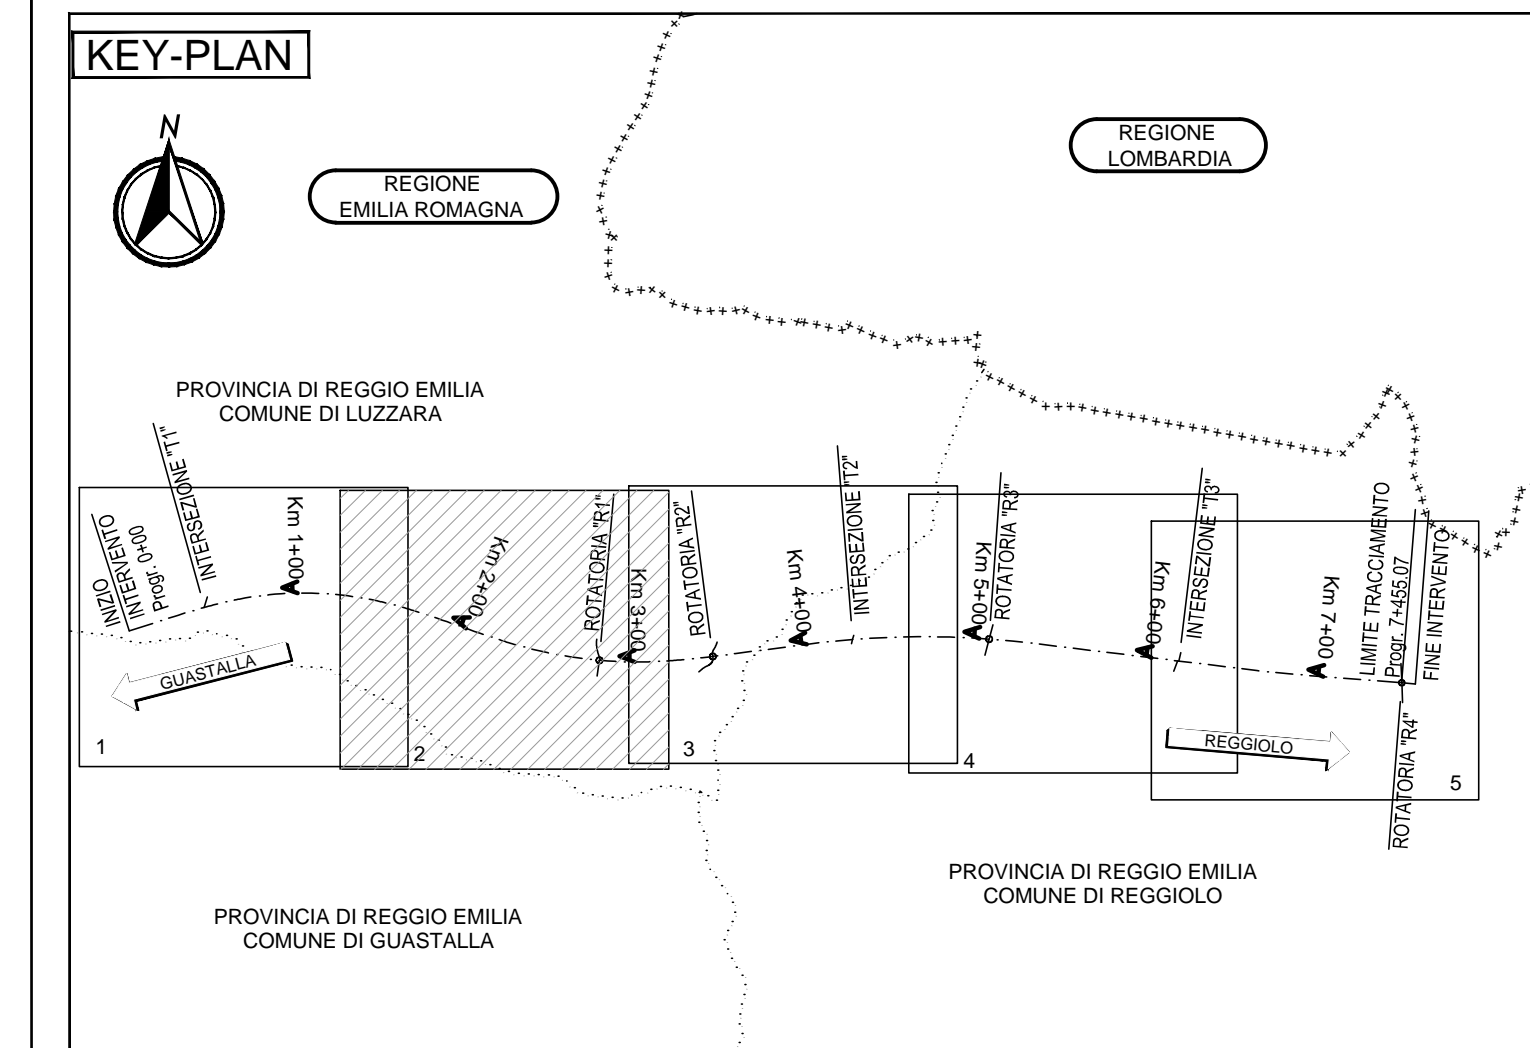 KEY-PLAN
N
REGIONE
EMILIA ROMAGNA
REGIONE
LOMBARDIA
PROVINCIA DI REGGIO EMILIA
COMUNE DI LUZZARA
INIZIO
INTERVENTO
Progr. 0+00
INTERSEZIONE "T1"
Km 1+00
Km 2+00
ROTATORIA "R1"
Km 3+00
ROTATORIA "R2"
Km 4+00
INTERSEZIONE "T2"
Km 5+00
ROTATORIA "R3"
Km 6+00
INTERSEZIONE "T3"
Km 7+00
LIMITE TRACCIAMENTO
Progr. 7+455.07
FINE INTERVENTO
ROTATORIA "R4"
GUASTALLA
REGGIOLO
1
2
3
4
5
PROVINCIA DI REGGIO EMILIA
COMUNE DI REGGIOLO
PROVINCIA DI REGGIO EMILIA
COMUNE DI GUASTALLA